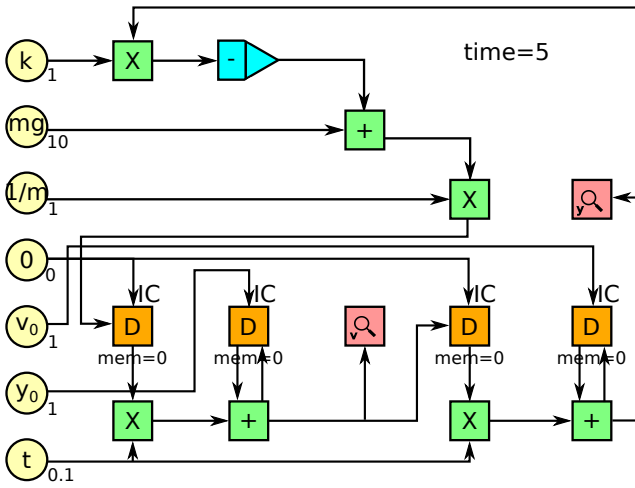 time=5
k
1
X
-
mg
10
+
1/m
1
X
y
0
0
IC
IC
IC
IC
v0
1
D
D
v
D
D
mem=0
mem=0
mem=0
mem=0
y0
1
X
+
X
+
t
0.1